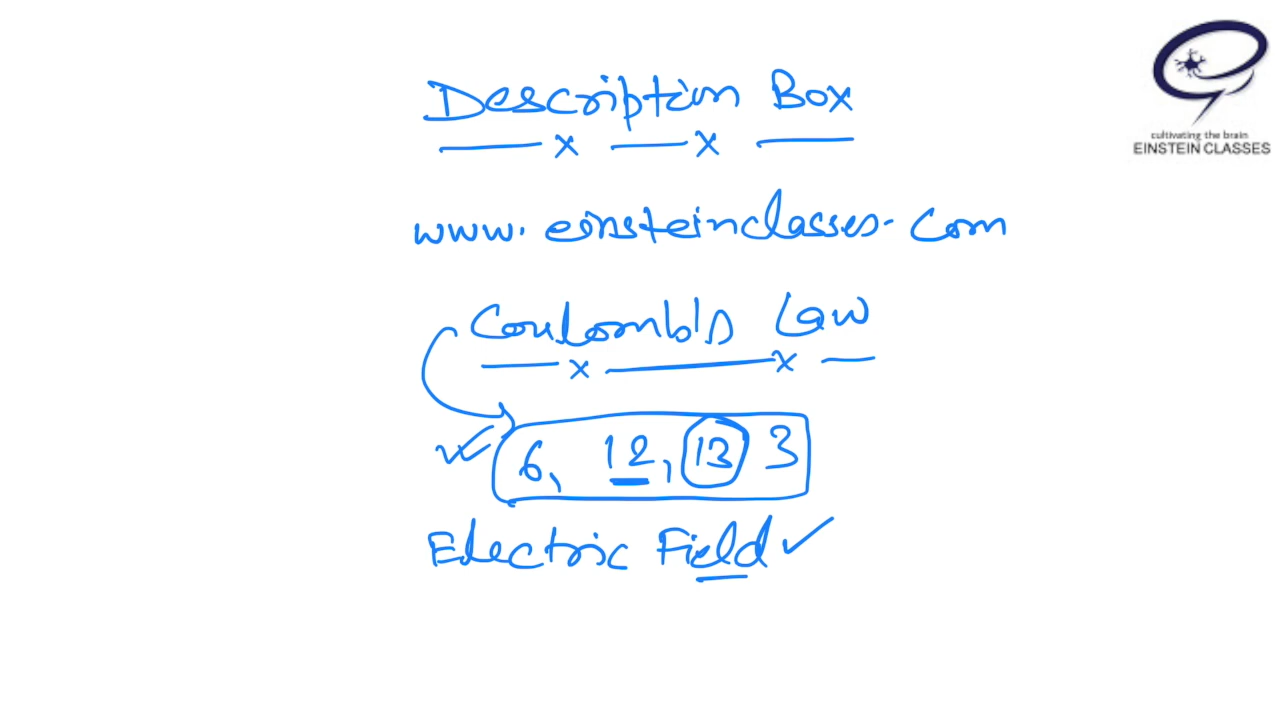 Description Box
cultivating the brain
EINSTEIN CLASSES
www.einsteinclasses.com
Coulomb's Law
6, 12, 13 3
Electric Field